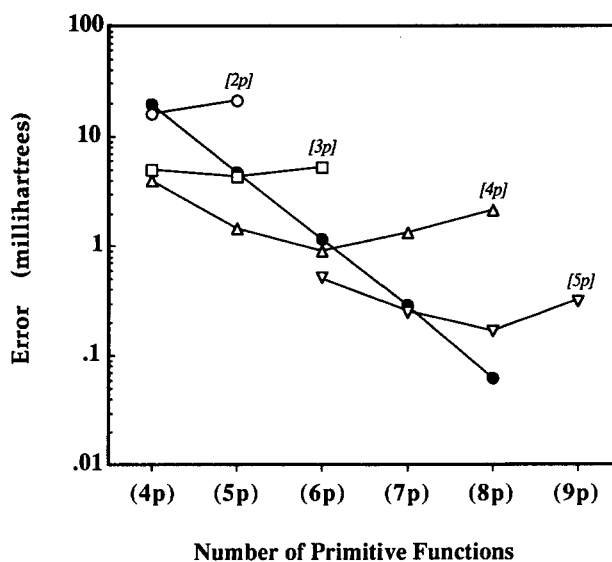 100
10
1
.1
.01
Error (millihartrees)
[2p]
[3p]
[4p]
[5p]
(4p) (5p) (6p) (7p) (8p) (9p)
Number of Primitive Functions